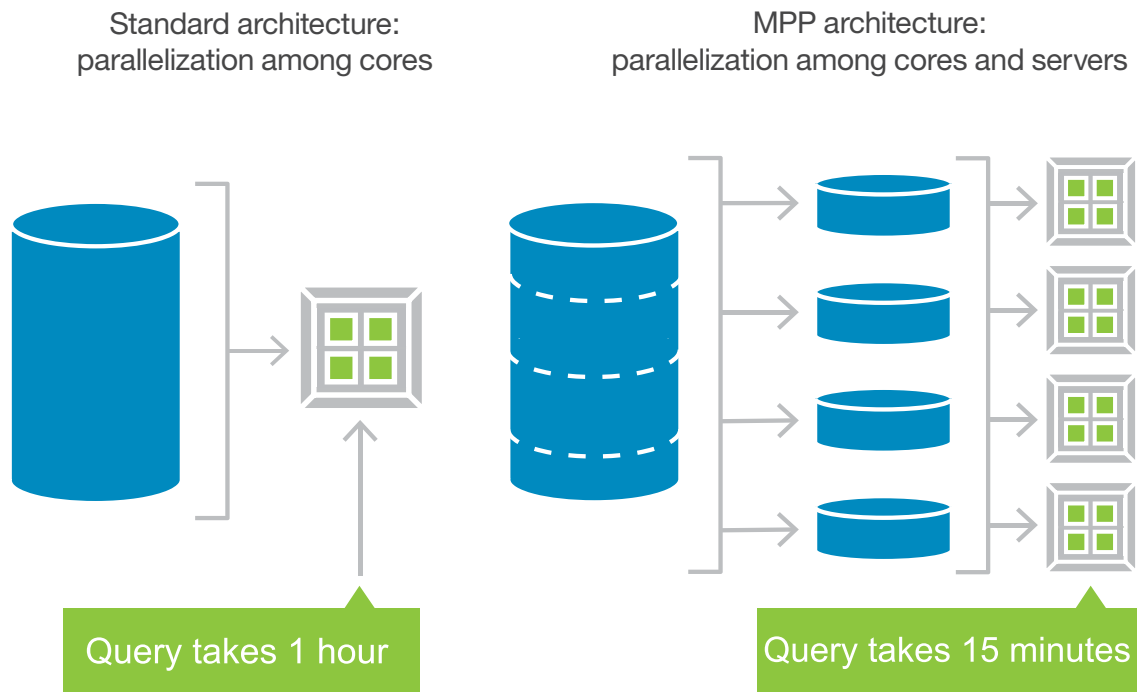 Standard architecture:
parallelization among cores
MPP architecture:
parallelization among cores and servers
Query takes 1 hour
Query takes 15 minutes